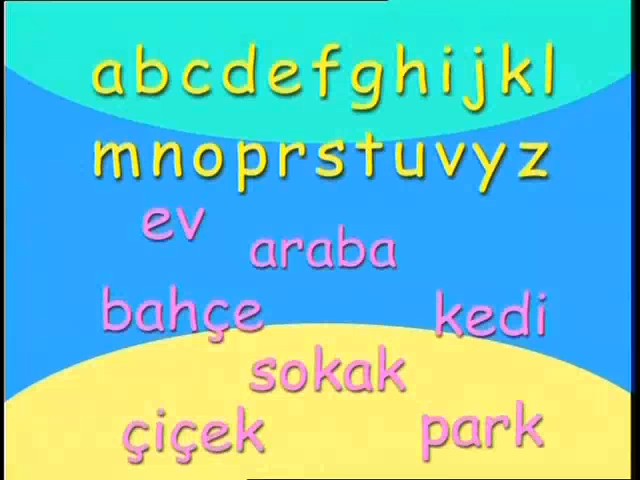 abcdefghijkl
mnoprstuvyz
ev
araba
bahçe kedi
sokak
çiçek park